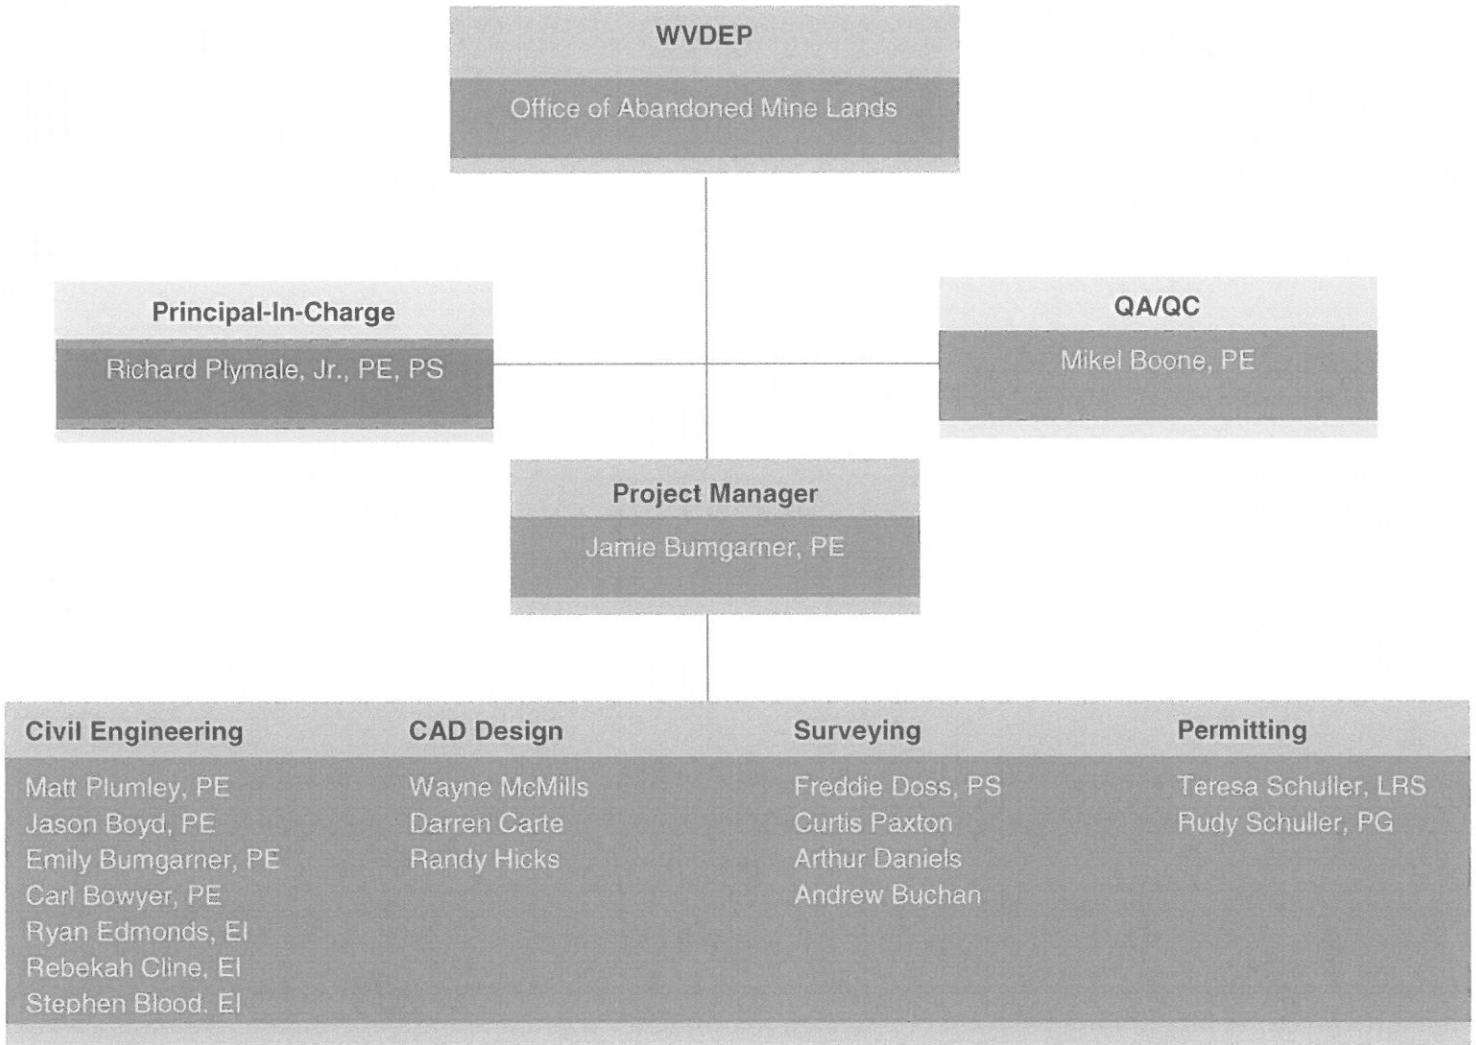 WVDEP
Office of Abandoned Mine Lands
Principal-In-Charge
Richard Plymale, Jr., PE, PS
QA/QC
Mikel Boone, PE
Project Manager
Jamie Bumgarner, PE
Civil Engineering
Matt Plumley, PE
Jason Boyd, PE
Emily Bumgarner, PE
Carl Bowyer, PE
Ryan Edmonds, EI
Rebekah Cline, EI
Stephen Blood. EI
CAD Design
Wayne McMills
Darren Carte
Randy Hicks
Surveying
Freddie Doss, PS
Curtis Paxton
Arthur Daniels
Andrew Buchan
Permitting
Teresa Schuller, LRS
Rudy Schuller, PG